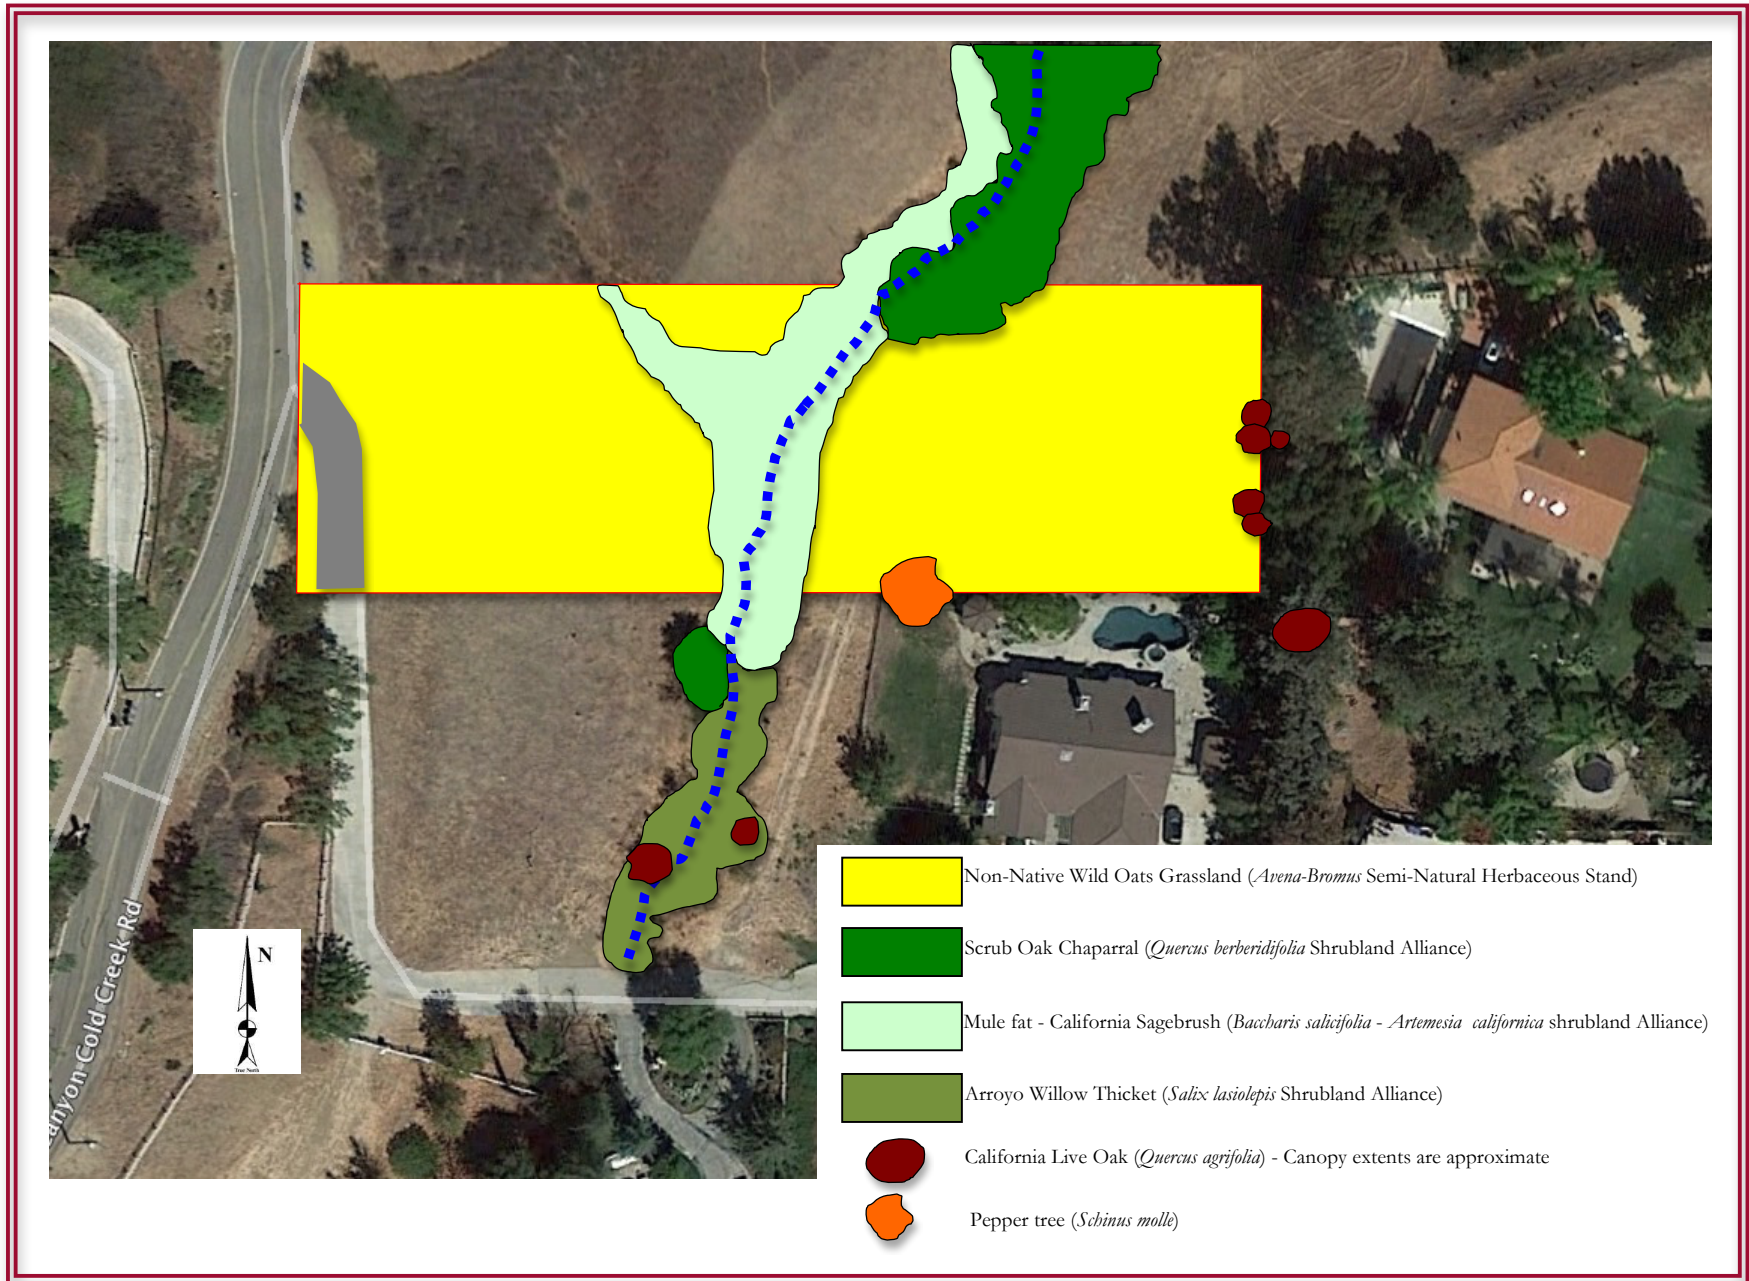 anyon Cold Creek Rd
N
True North
Non-Native Wild Oats Grassland (Avena-Bromus Semi-Natural Herbaceous Stand)
Scrub Oak Chaparral (Quercus berberidifolia Shrubland Alliance)
Mule fat - California Sagebrush (Baccharis salicifolia - Artemesia californica shrubland Alliance)
Arroyo Willow Thicket (Salix lasiolepis Shrubland Alliance)
California Live Oak (Quercus agrifolia) - Canopy extents are approximate
Pepper tree (Schinus molle)